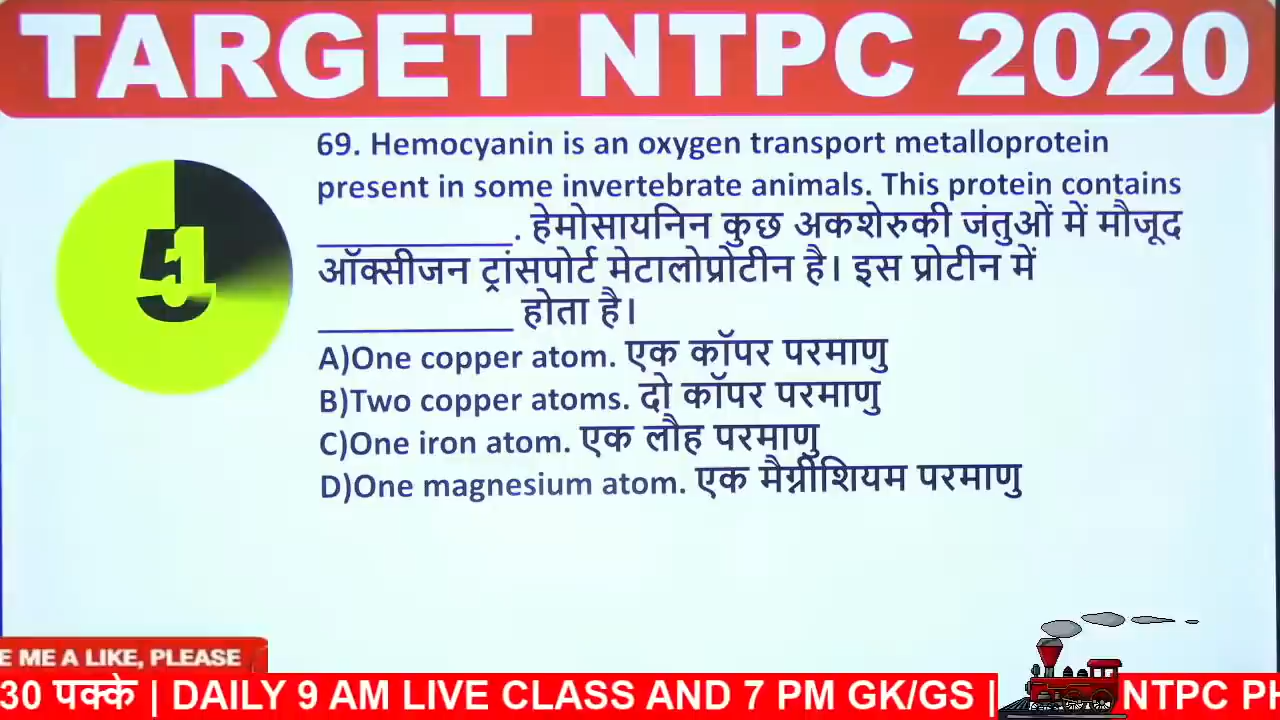 TARGET NTPC 2020
69. Hemocyanin is an oxygen transport metalloprotein
present in some invertebrate animals. This protein contains
____________. हेमोसायनिन कुछ अकशेरुकी जंतुओं में मौजूद
ऑक्सीजन ट्रांसपोर्ट मेटालोप्रोटीन है। इस प्रोटीन में
____________ होता है।
A)One copper atom. एक कॉपर परमाणु
B)Two copper atoms. दो कॉपर परमाणु
C)One iron atom. एक लौह परमाणु
D)One magnesium atom. एक मैग्नीशियम परमाणु
E ME A LIKE, PLEASE
30 पक्के | DAILY 9 AM LIVE CLASS AND 7 PM GK/GS | NTPC PH